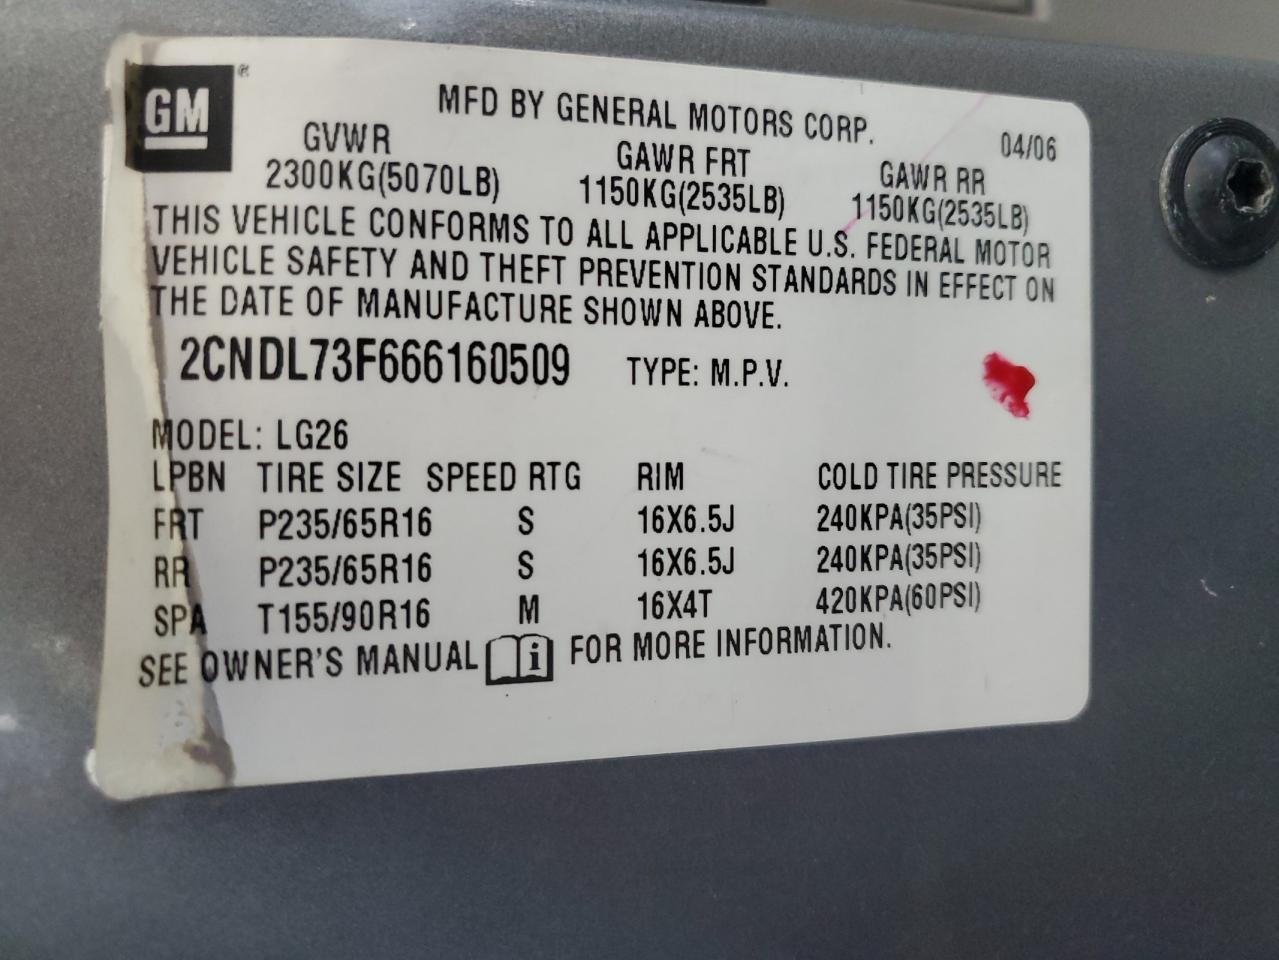 GM®
MFD BY GENERAL MOTORS CORP.
04/06
GVWR GAWR FRT GAWR RR
2300KG(5070LB) 1150KG(2535LB) 1150KG(2535LB)
THIS VEHICLE CONFORMS TO ALL APPLICABLE U.S. FEDERAL MOTOR
VEHICLE SAFETY AND THEFT PREVENTION STANDARDS IN EFFECT ON
THE DATE OF MANUFACTURE SHOWN ABOVE.
2CNDL73F666160509 TYPE: M.P.V.
MODEL: LG26
LPBN TIRE SIZE SPEED RTG RIM COLD TIRE PRESSURE
FRT P235/65R16 S 16X6.5J 240KPA(35PSI)
RR P235/65R16 S 16X6.5J 240KPA(35PSI)
SPA T155/90R16 M 16X4T 420KPA(60PSI)
SEE OWNER'S MANUAL i FOR MORE INFORMATION.